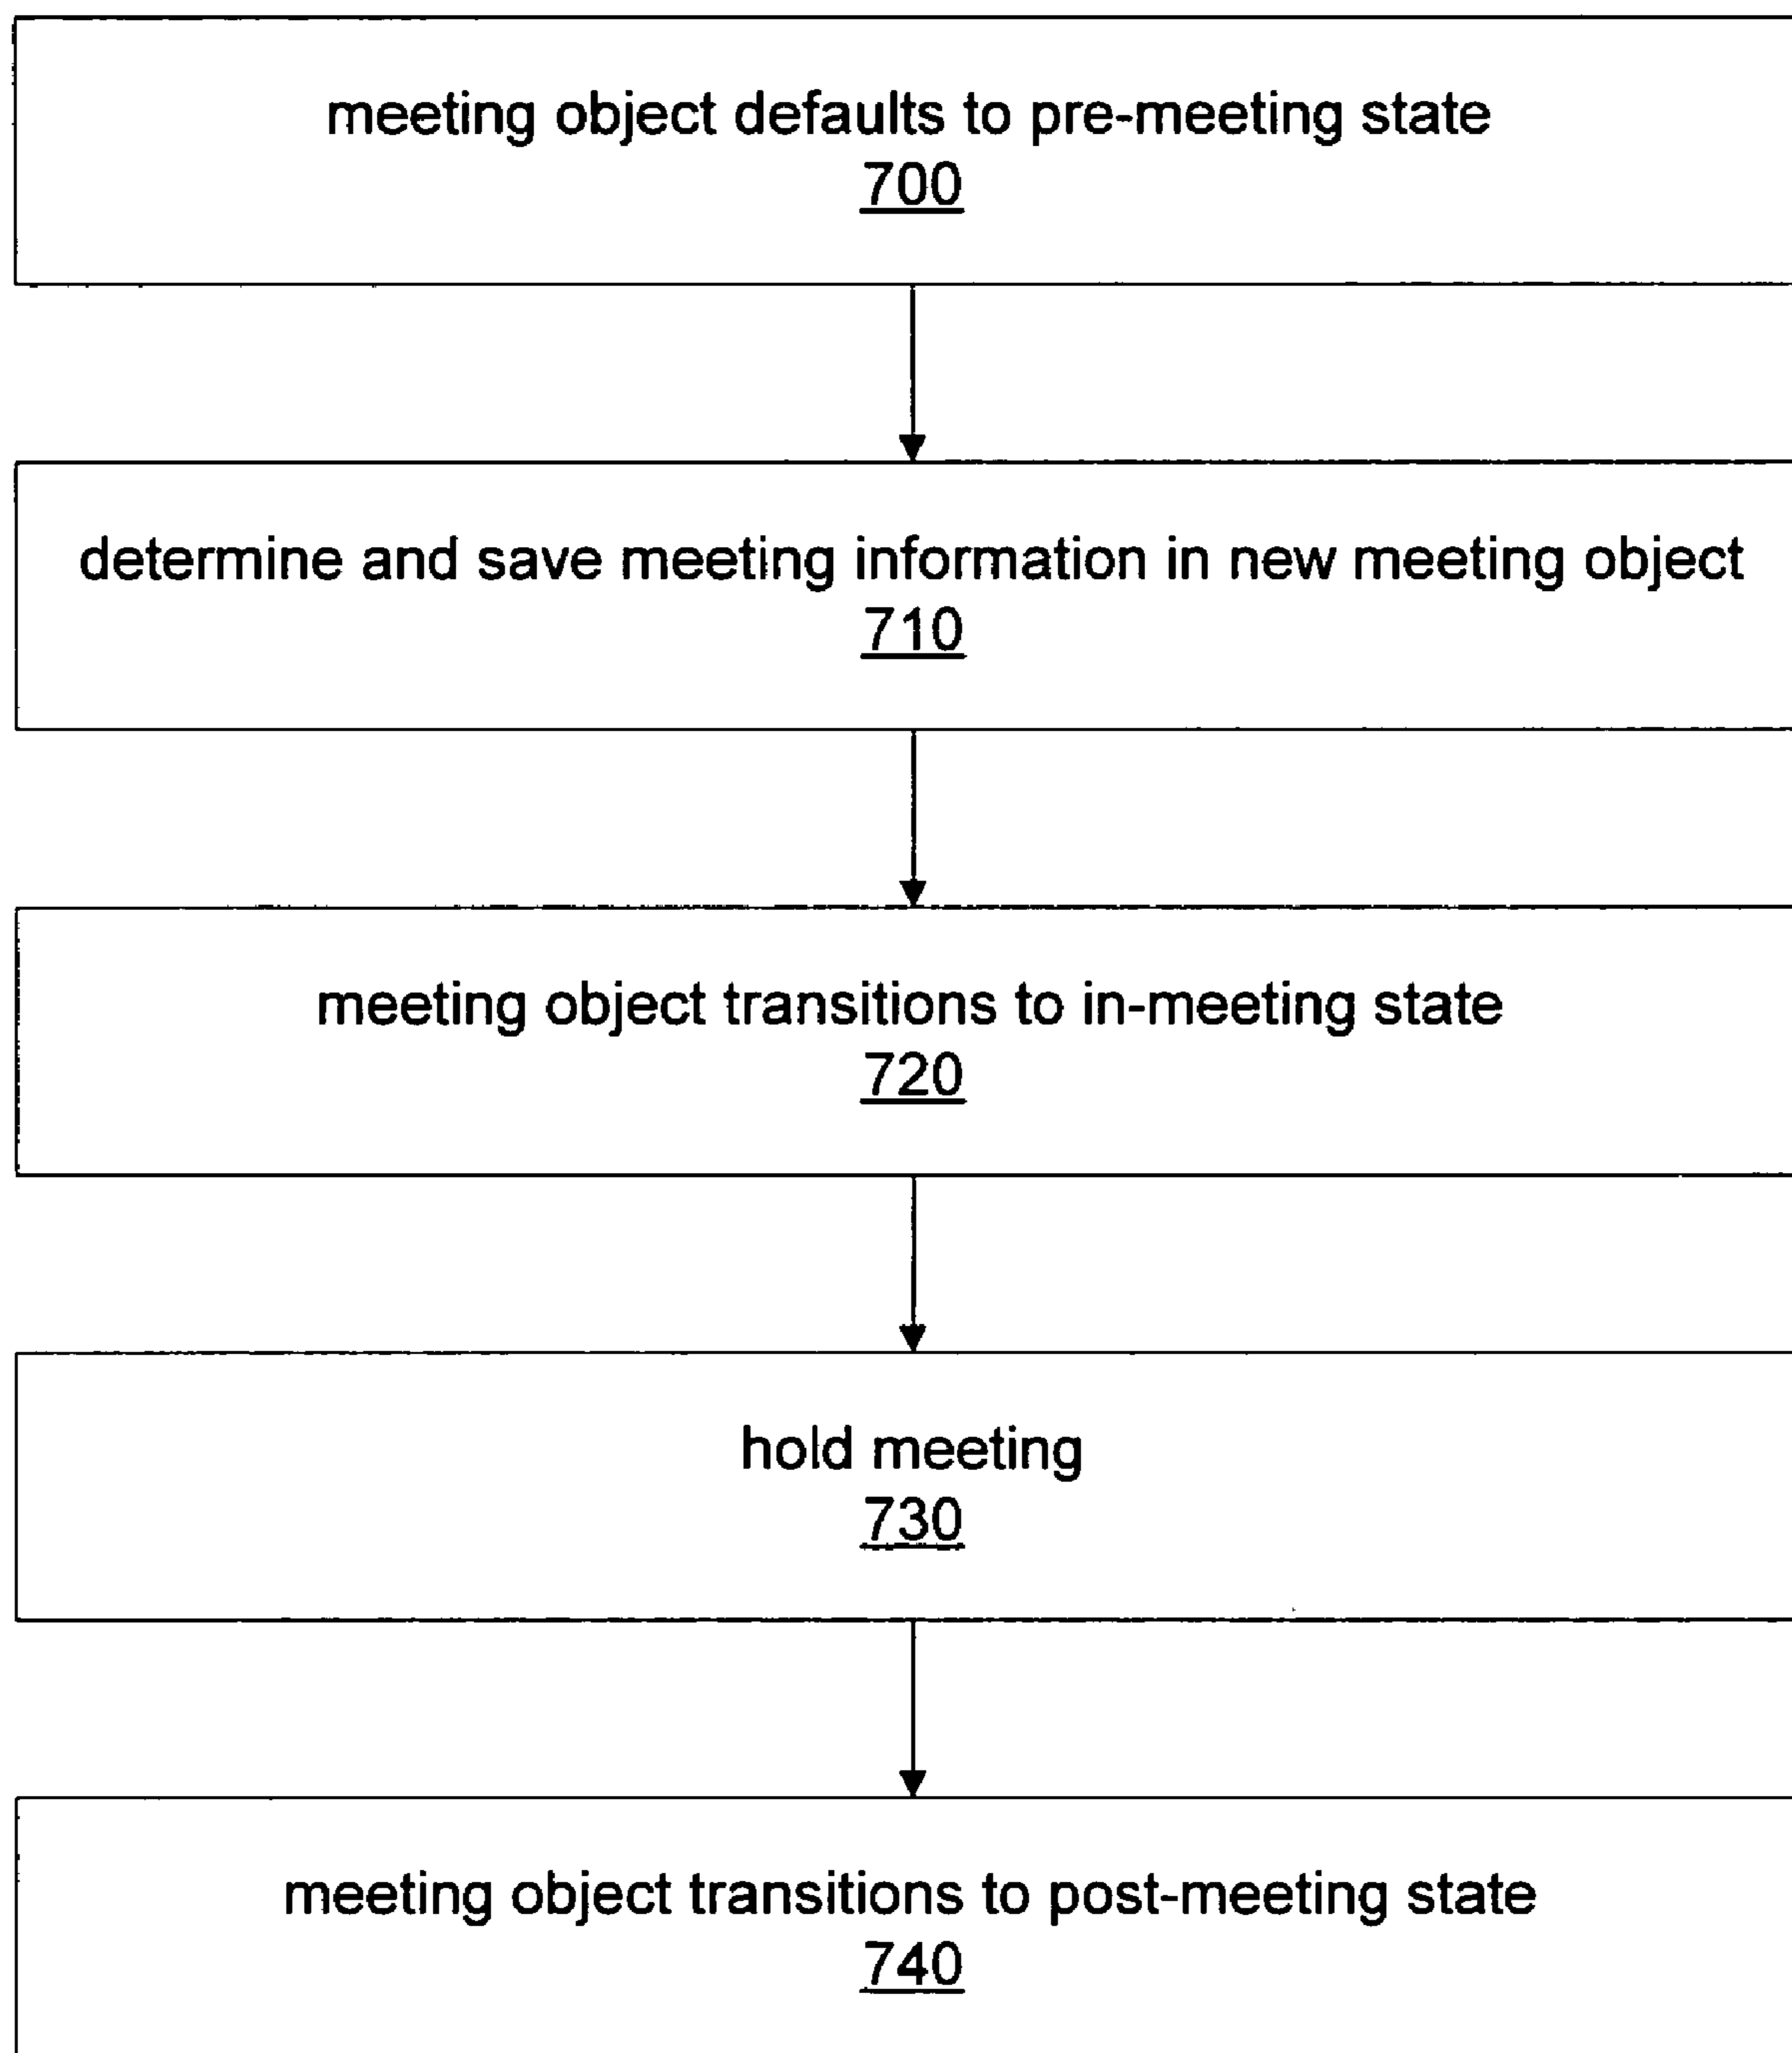 meeting object defaults to pre-meeting state
700
determine and save meeting information in new meeting object
710
meeting object transitions to in-meeting state
720
hold meeting
730
meeting object transitions to post-meeting state
740